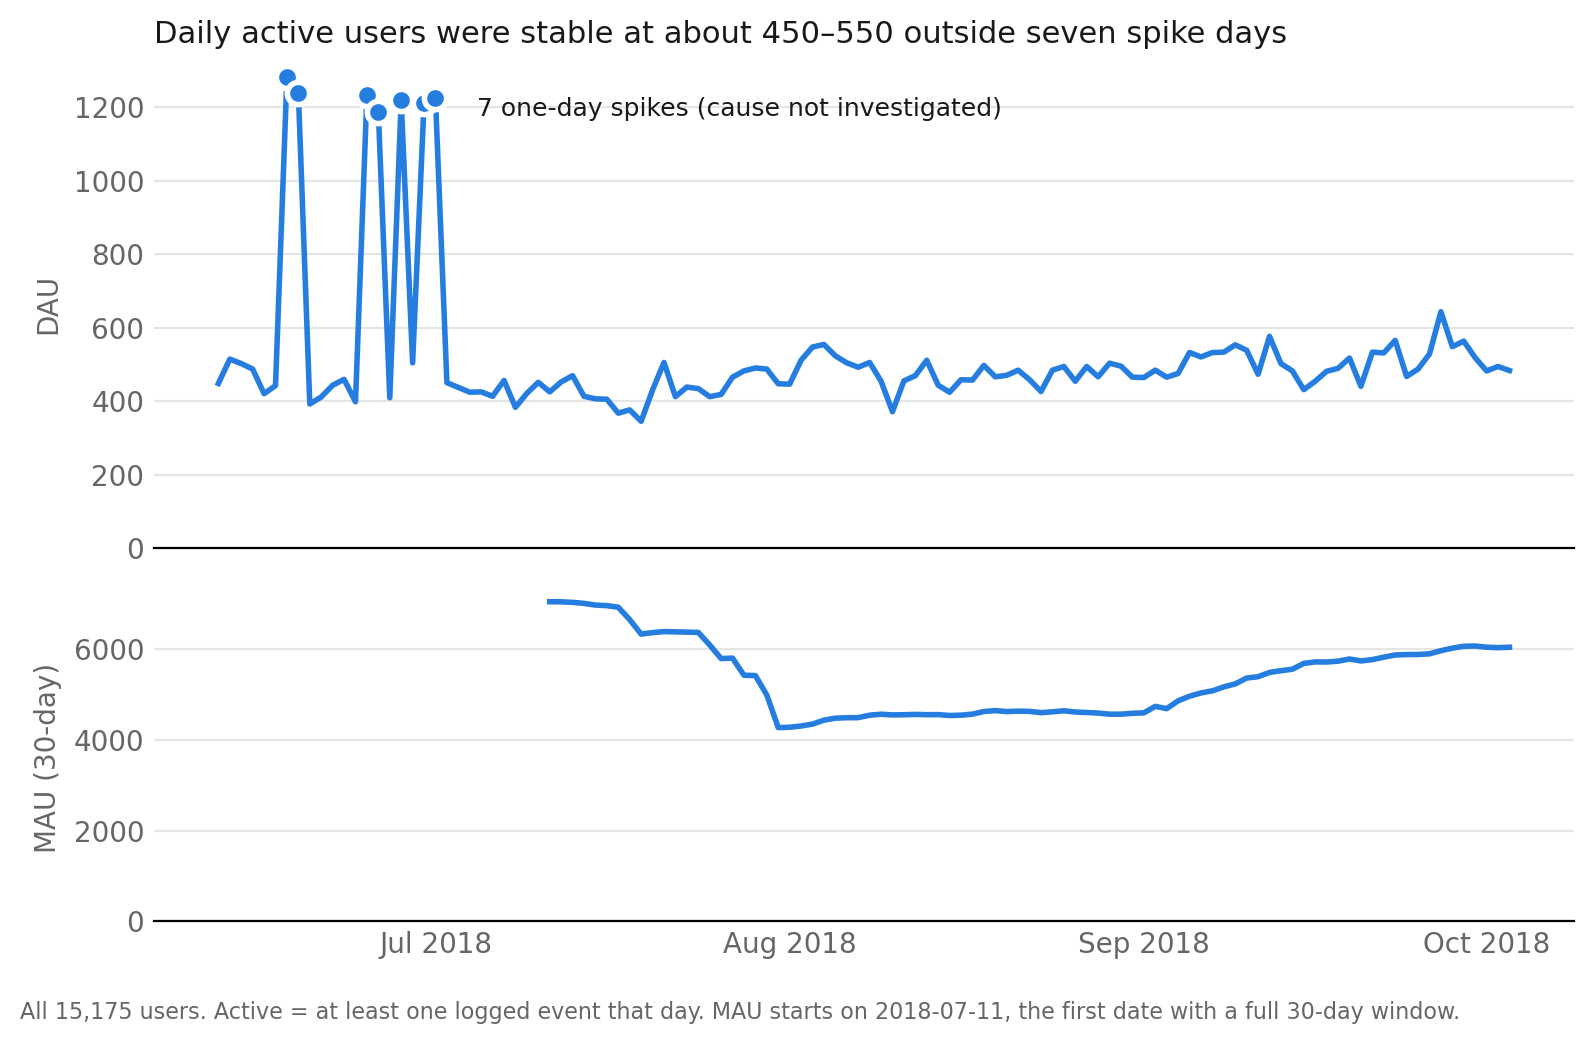 Daily active users were stable at about 450–550 outside seven spike days
7 one-day spikes (cause not investigated)
DAU
1200
1000
800
600
400
200
0
MAU (30-day)
6000
4000
2000
0
Jul 2018
Aug 2018
Sep 2018
Oct 2018
All 15,175 users. Active = at least one logged event that day. MAU starts on 2018-07-11, the first date with a full 30-day window.